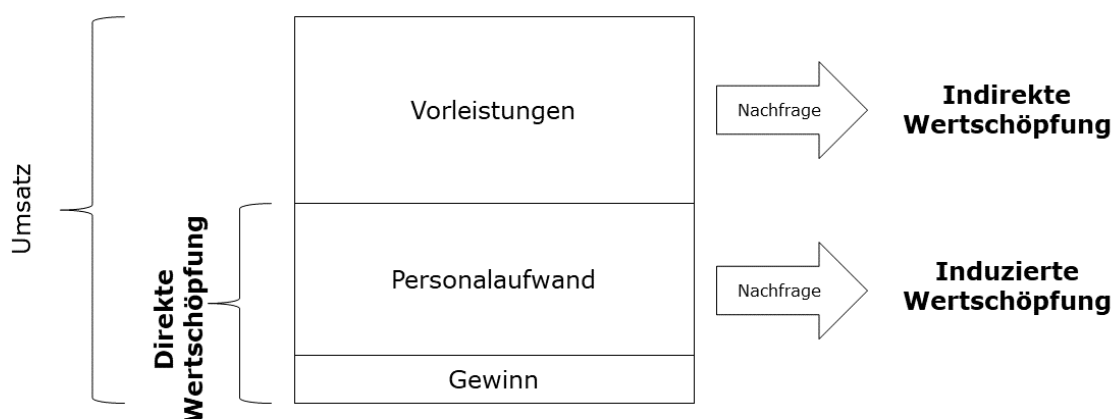 Umsatz
Direkte
Wertschöpfung
Vorleistungen
Nachfrage
Indirekte
Wertschöpfung
Personalaufwand
Nachfrage
Induzierte
Wertschöpfung
Gewinn